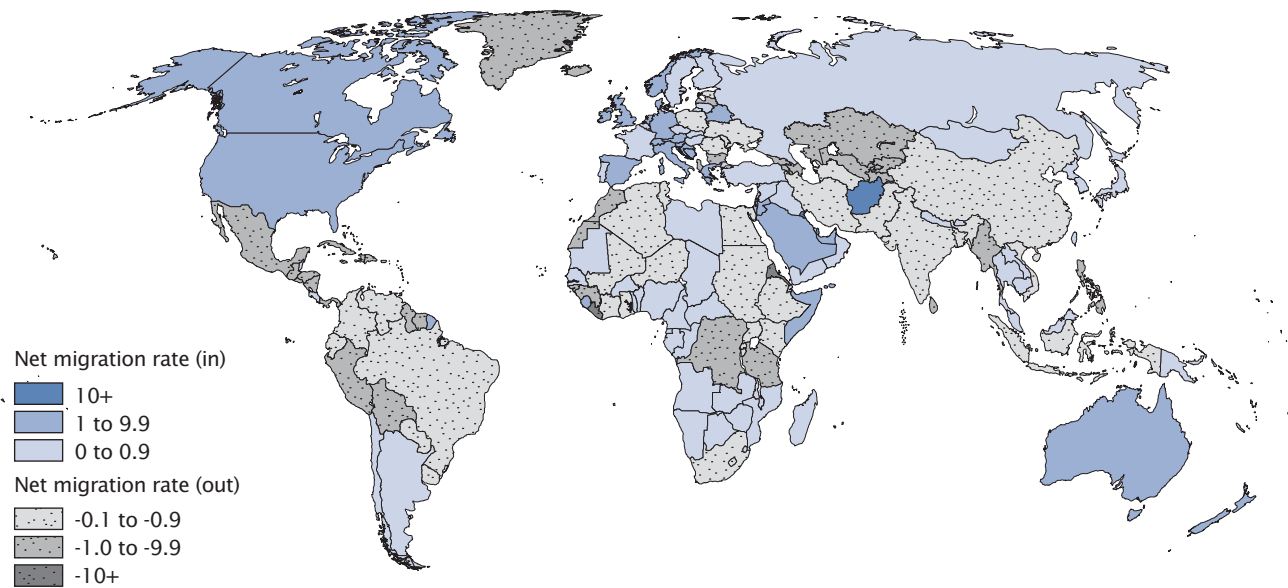 Net migration rate (in)
10+
1 to 9.9
0 to 0.9
Net migration rate (out)
-0.1 to -0.9
-1.0 to -9.9
-10+